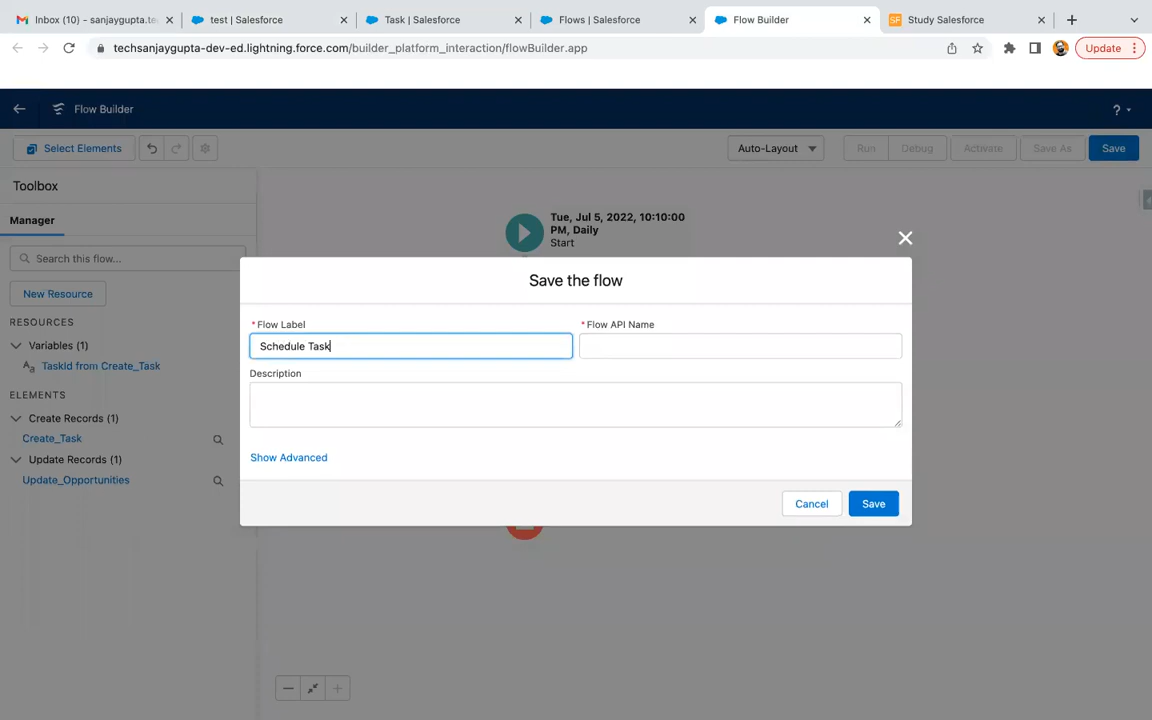 Inbox (10) – sanjaygupta.te
test | Salesforce
Task | Salesforce
Flows | Salesforce
Flow Builder
SF
Study Salesforce
techsanjaygupta-dev-ed.lightning.force.com/builder_platform_interaction/flowBuilder.app
Update
Flow Builder
?
Select Elements
Auto-Layout
Run
Debug
Activate
Save As
Save
Toolbox
Manager
Search this flow...
New Resource
RESOURCES
Variables (1)
TaskId from Create_Task
ELEMENTS
Create Records (1)
Create_Task
Update Records (1)
Update_Opportunities
Tue, Jul 5, 2022, 10:10:00
PM, Daily
Start
Save the flow
* Flow Label
* Flow API Name
Schedule Task
Description
Show Advanced
Cancel
Save